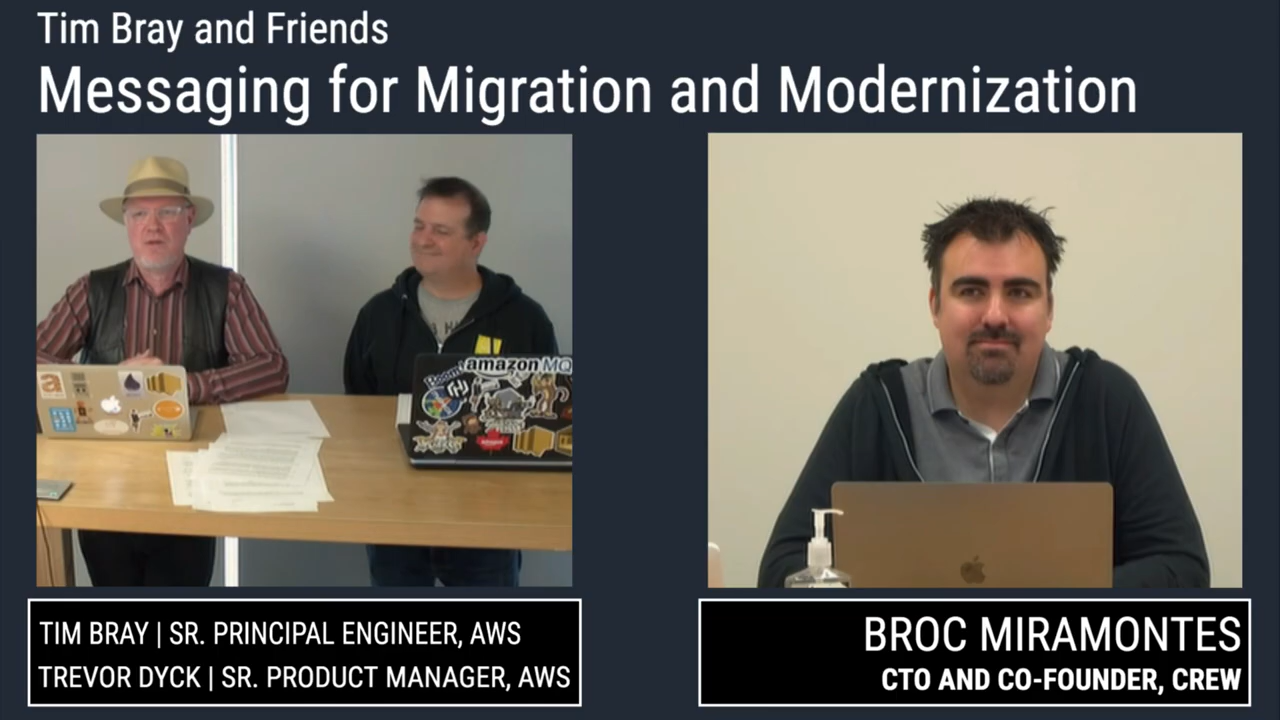 Tim Bray and Friends
Messaging for Migration and Modernization
amazon MQ
TIM BRAY | SR. PRINCIPAL ENGINEER, AWS
TREVOR DYCK | SR. PRODUCT MANAGER, AWS
BROC MIRAMONTES
CTO AND CO-FOUNDER, CREW